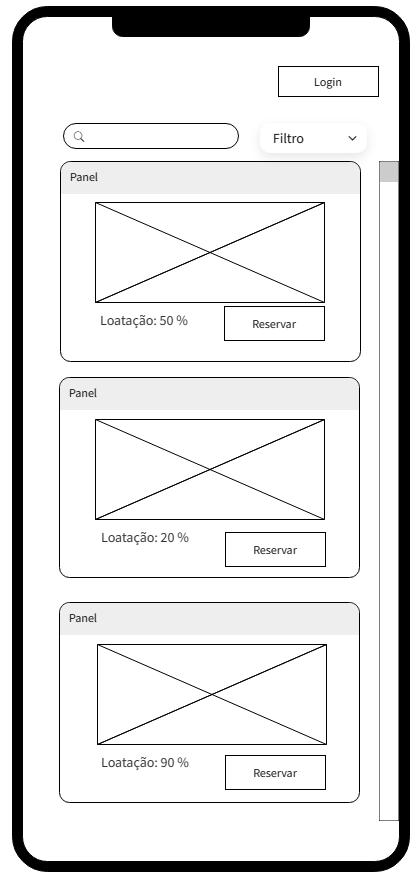 Login
Filtro
Panel
Loatação: 50 %
Reservar
Panel
Loatação: 20 %
Reservar
Panel
Loatação: 90 %
Reservar